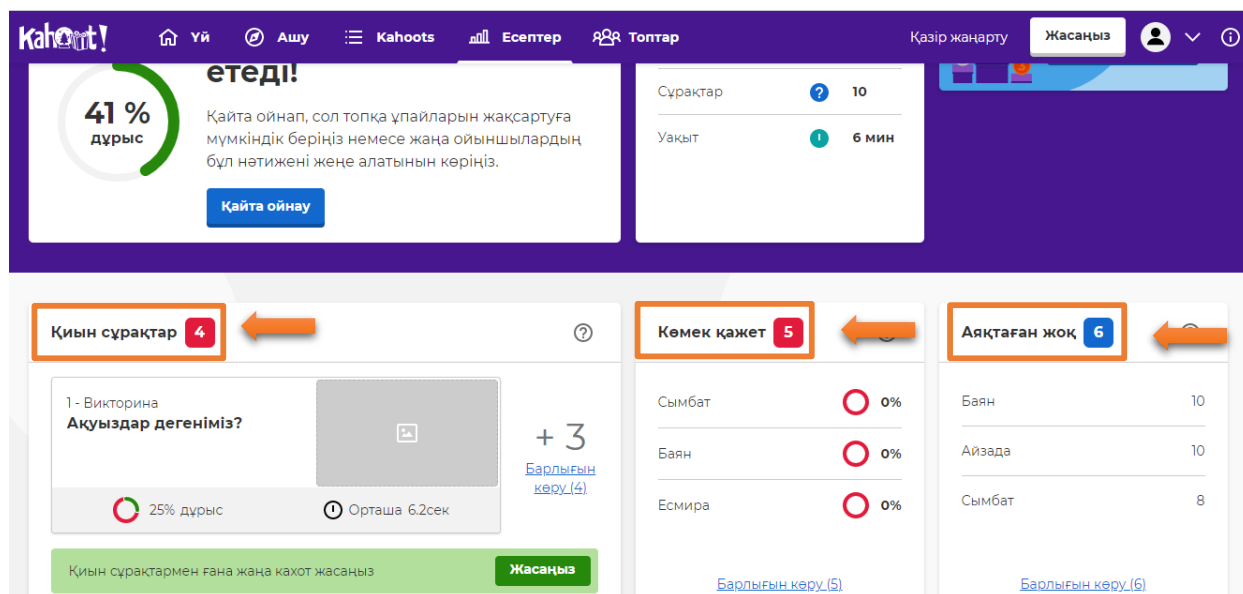 Kahoot!
Үй
Ашу
Kahoots
Есептер
Топтар
Қазір жаңарту
Жасаңыз
етеді!
41 %
дұрыс
Қайта ойнап, сол топқа ұпайларын жақсартуға
мүмкіндік беріңіз немесе жаңа ойыншылардың
бұл нәтижені жеңе алатынын көріңіз.
Қайта ойнау
Сұрақтар 10
Уақыт 6 мин
Қиын сұрақтар 4
1 - Викторина
Ақуыздар дегеніміз?
+ 3
Барлығын
көру (4)
25% дұрыс
Орташа 6.2сек
Қиын сұрақтармен ғана жаңа кахот жасаңыз
Жасаңыз
Көмек қажет 5
Сымбат 0%
Баян 0%
Есмира 0%
Барлығын көру (5)
Аяқтаған жоқ 6
Баян 10
Айзада 10
Сымбат 8
Барлығын көру (6)